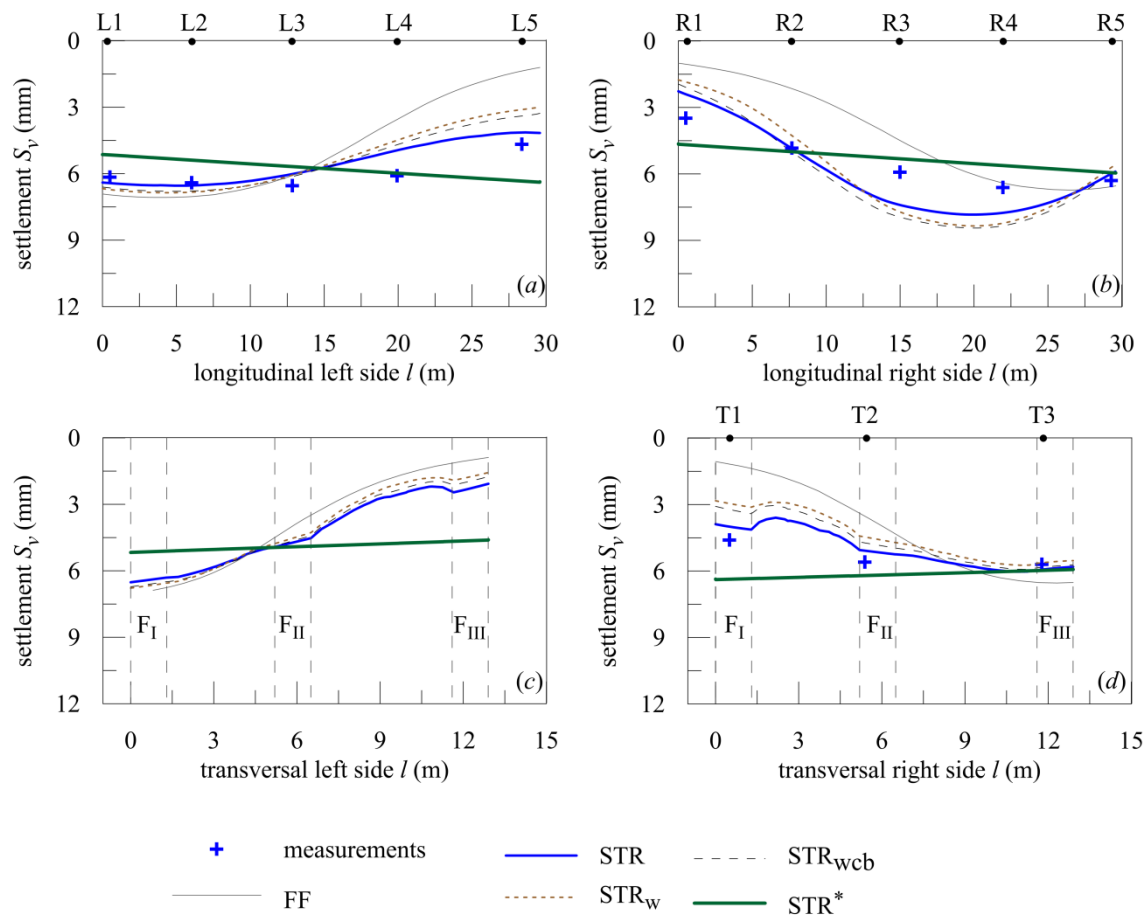 L1 L2 L3 L4 L5
0
3
6
9
12
settlement Sv (mm)
(a)
0 5 10 15 20 25 30
longitudinal left side l (m)
R1 R2 R3 R4 R5
0
3
6
9
12
settlement Sv (mm)
(b)
0 5 10 15 20 25 30
longitudinal right side l (m)
0
3
6
9
12
settlement Sv (mm)
FI FII FIII
(c)
0 3 6 9 12 15
transversal left side l (m)
T1 T2 T3
0
3
6
9
12
settlement Sv (mm)
FI FII FIII
(d)
0 3 6 9 12 15
transversal right side l (m)
measurements STR STRwcb
FF STRw STR*